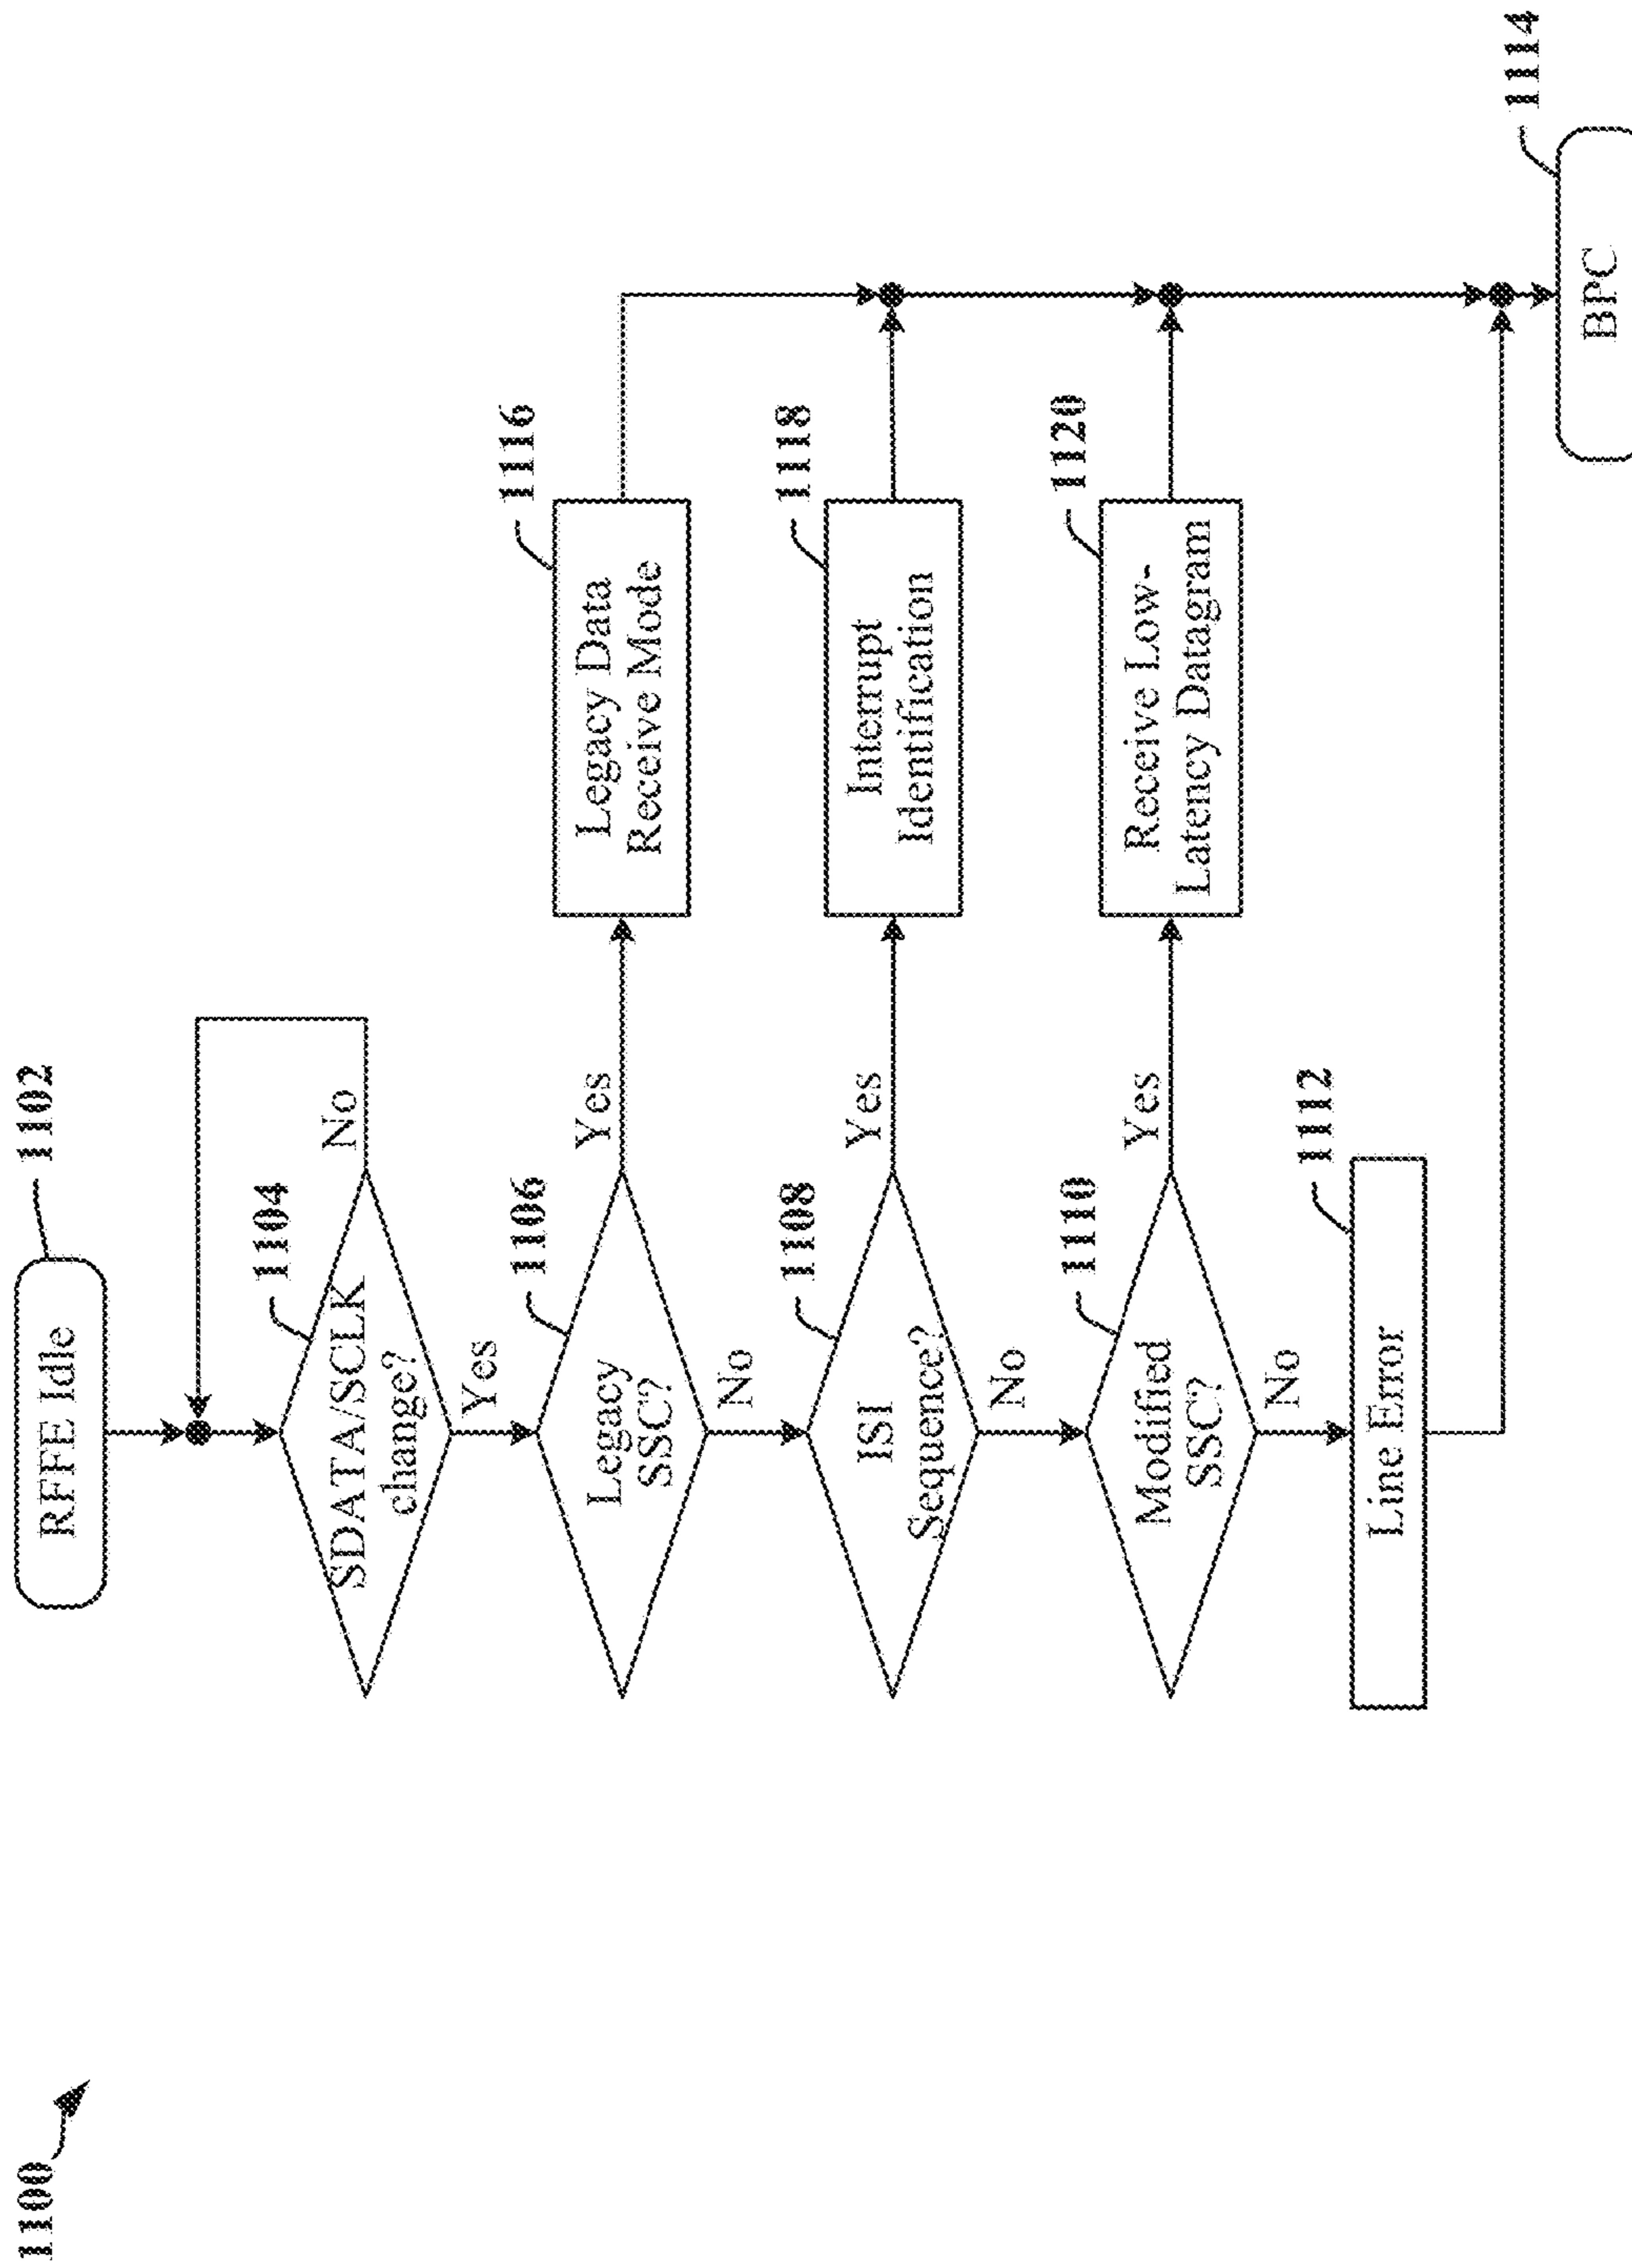 1100
RFFE Idle
1102
SDATA/SCLK
change?
1104
No
Yes
Legacy
SSC?
1106
Yes
Legacy Data
Receive Mode
1116
No
ISI
Sequence?
1108
Yes
Interrupt
Identification
1118
No
Modified
SSC?
1110
Yes
Receive Low-
Latency Datagram
1120
No
Line Error
1112
BPC
1114